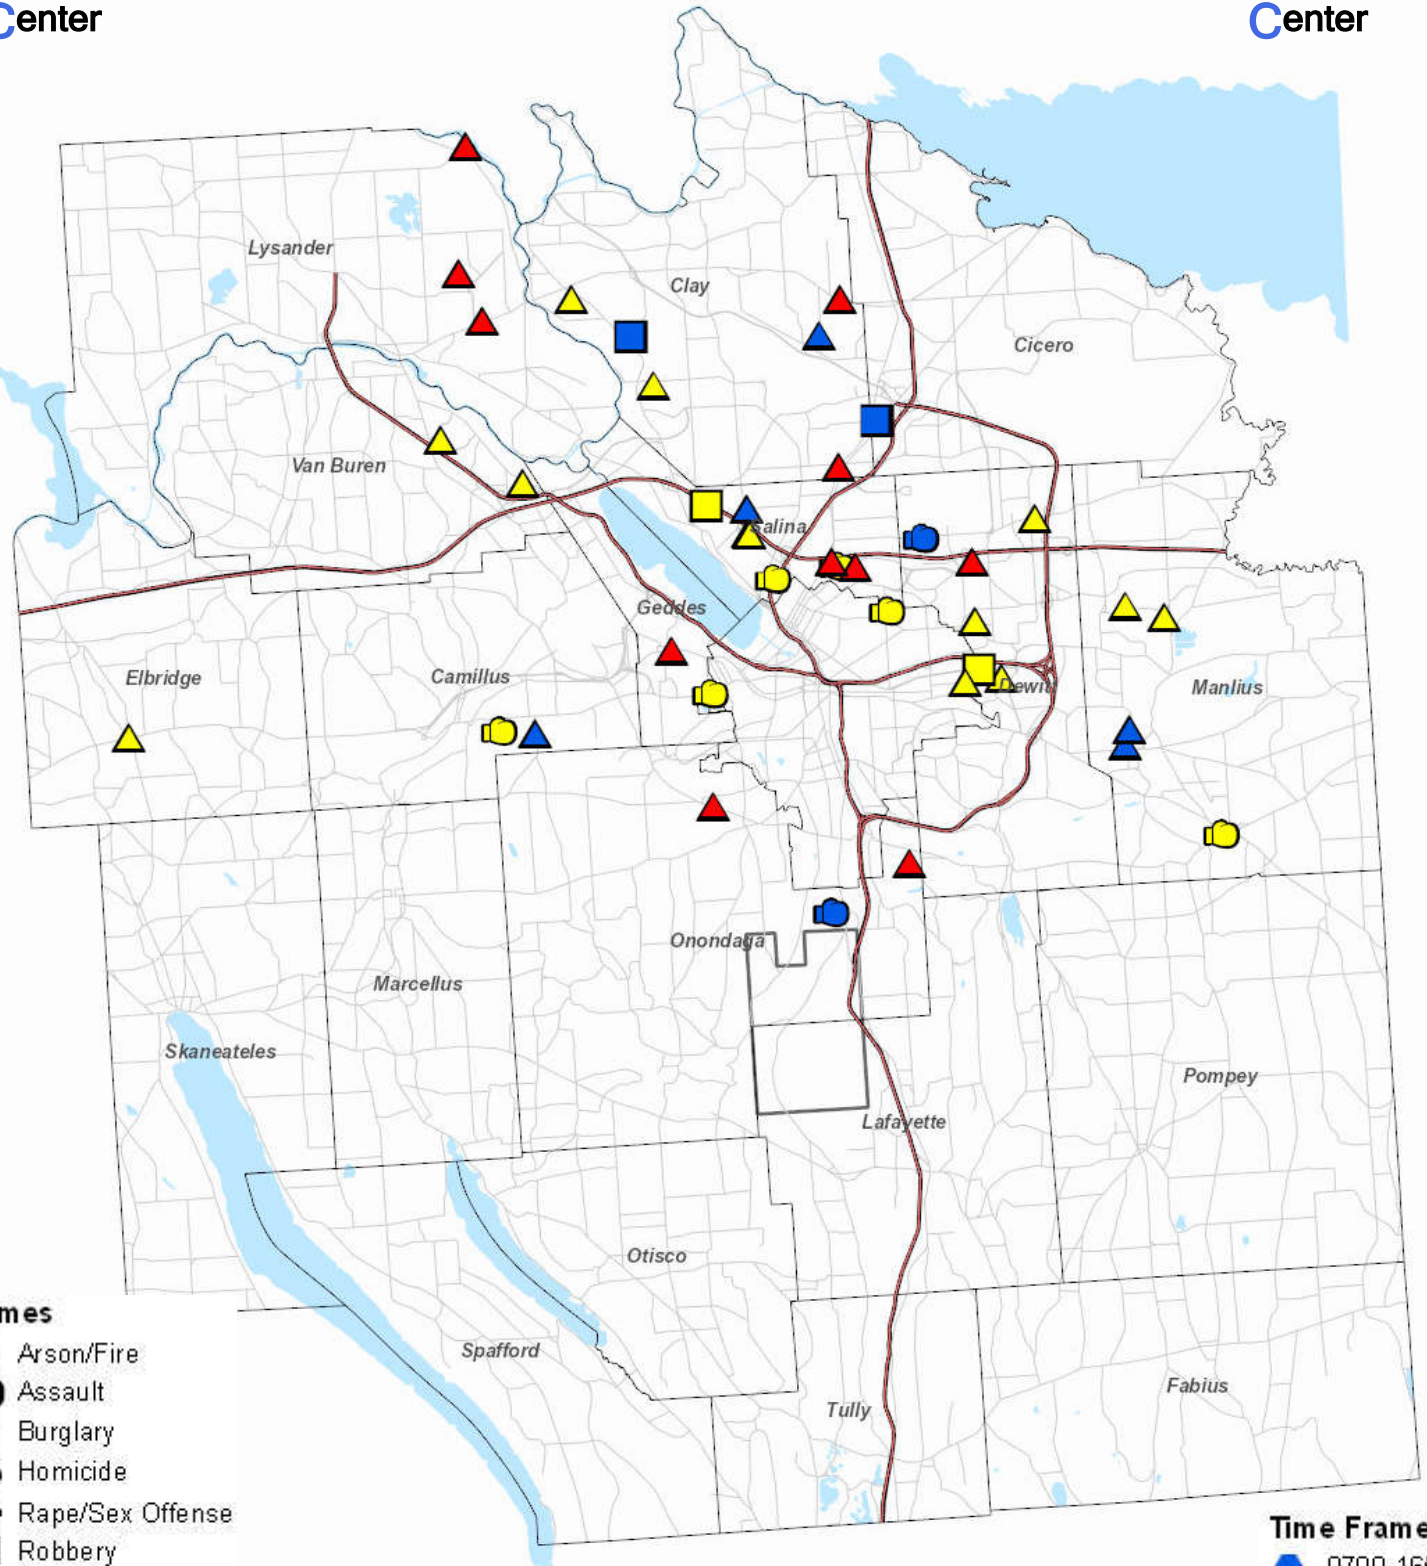 Center
Center
Lysander
Clay
Cicero
Van Buren
Salina
Geddes
Elbridge
Camillus
Dewitt
Manlius
Onondaga
Marcellus
Skaneateles
Pompey
Lafayette
Otisco
Spafford
Fabius
Tully
mes
Arson/Fire
Assault
Burglary
Homicide
Rape/Sex Offense
Robbery
Time Frame